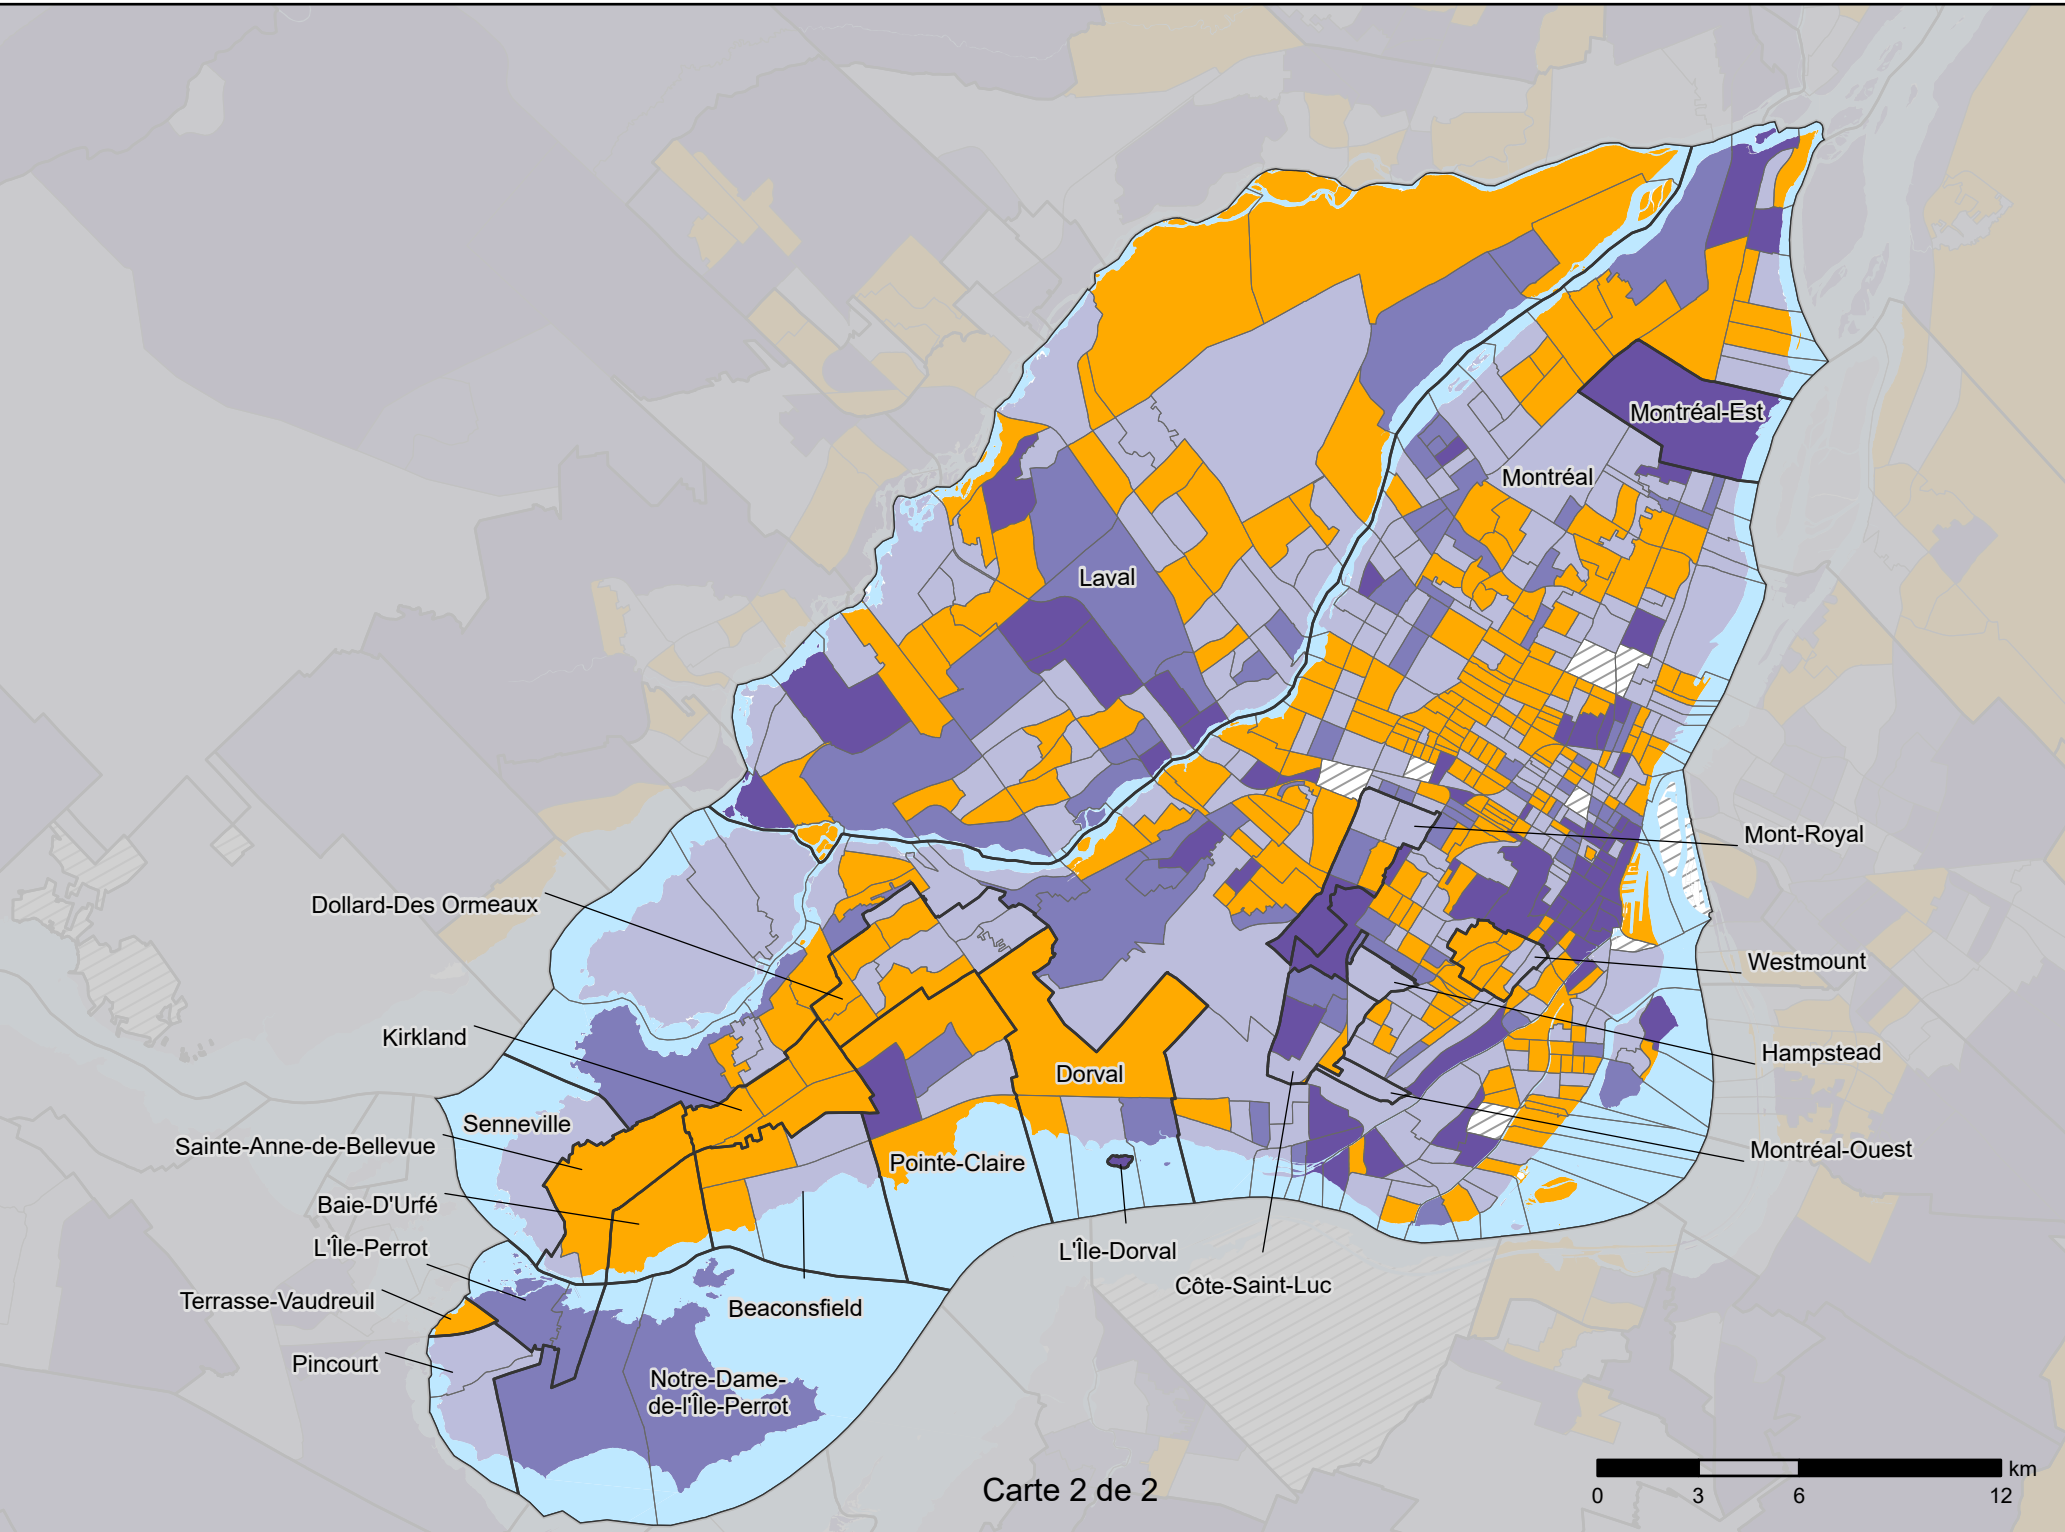 Montréal-Est
Montréal
Laval
Mont-Royal
Dollard-Des Ormeaux
Westmount
Kirkland
Hampstead
Dorval
Senneville
Sainte-Anne-de-Bellevue
Montréal-Ouest
Pointe-Claire
Baie-D'Urfé
L'Île-Perrot
L'Île-Dorval
Côte-Saint-Luc
Terrasse-Vaudreuil
Beaconsfield
Pincourt
Notre-Dame-
de-l'Île-Perrot
Carte 2 de 2
km
0 3 6 12